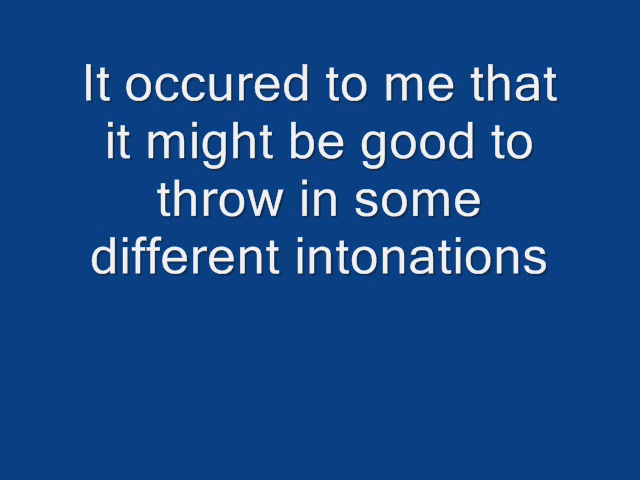 It occured to me that
it might be good to
throw in some
different intonations